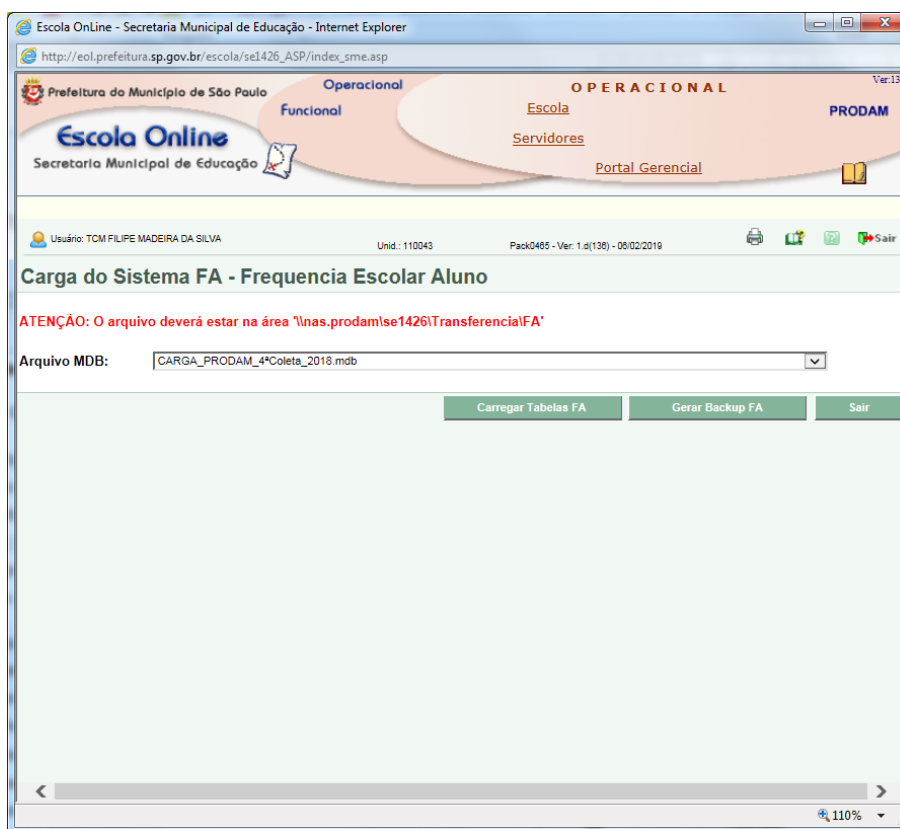 Escola OnLine - Secretaria Municipal de Educação - Internet Explorer
http://eol.prefeitura.sp.gov.br/escola/se1426_ASP/index_sme.asp
Prefeitura do Município de São Paulo
Operacional
Funcional
OPERACIONAL
Ver:13
Escola
PRODAM
Escola Online
Servidores
Secretaria Municipal de Educação
Portal Gerencial
Usuário: TCM FILIPE MADEIRA DA SILVA Unid.: 110043 Pack0465 - Ver: 1.d(136) - 06/02/2019 Sair
Carga do Sistema FA - Frequencia Escolar Aluno
ATENÇÃO: O arquivo deverá estar na área '\\nas.prodam\se1426\Transferencia\FA'
Arquivo MDB: CARGA_PRODAM_4ªColeta_2018.mdb
Carregar Tabelas FA Gerar Backup FA Sair
110%